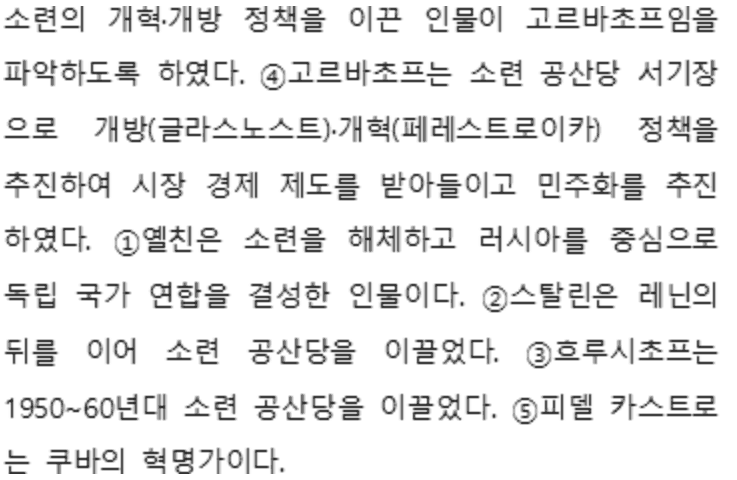 소련의 개혁·개방 정책을 이끈 인물이 고르바초프임을
파악하도록 하였다. ④고르바초프는 소련 공산당 서기장
으로 개방(글라스노스트)·개혁(페레스트로이카) 정책을
추진하여 시장 경제 제도를 받아들이고 민주화를 추진
하였다. ①옐친은 소련을 해체하고 러시아를 중심으로
독립 국가 연합을 결성한 인물이다. ②스탈린은 레닌의
뒤를 이어 소련 공산당을 이끌었다. ③흐루시초프는
1950~60년대 소련 공산당을 이끌었다. ⑤피델 카스트로
는 쿠바의 혁명가이다.